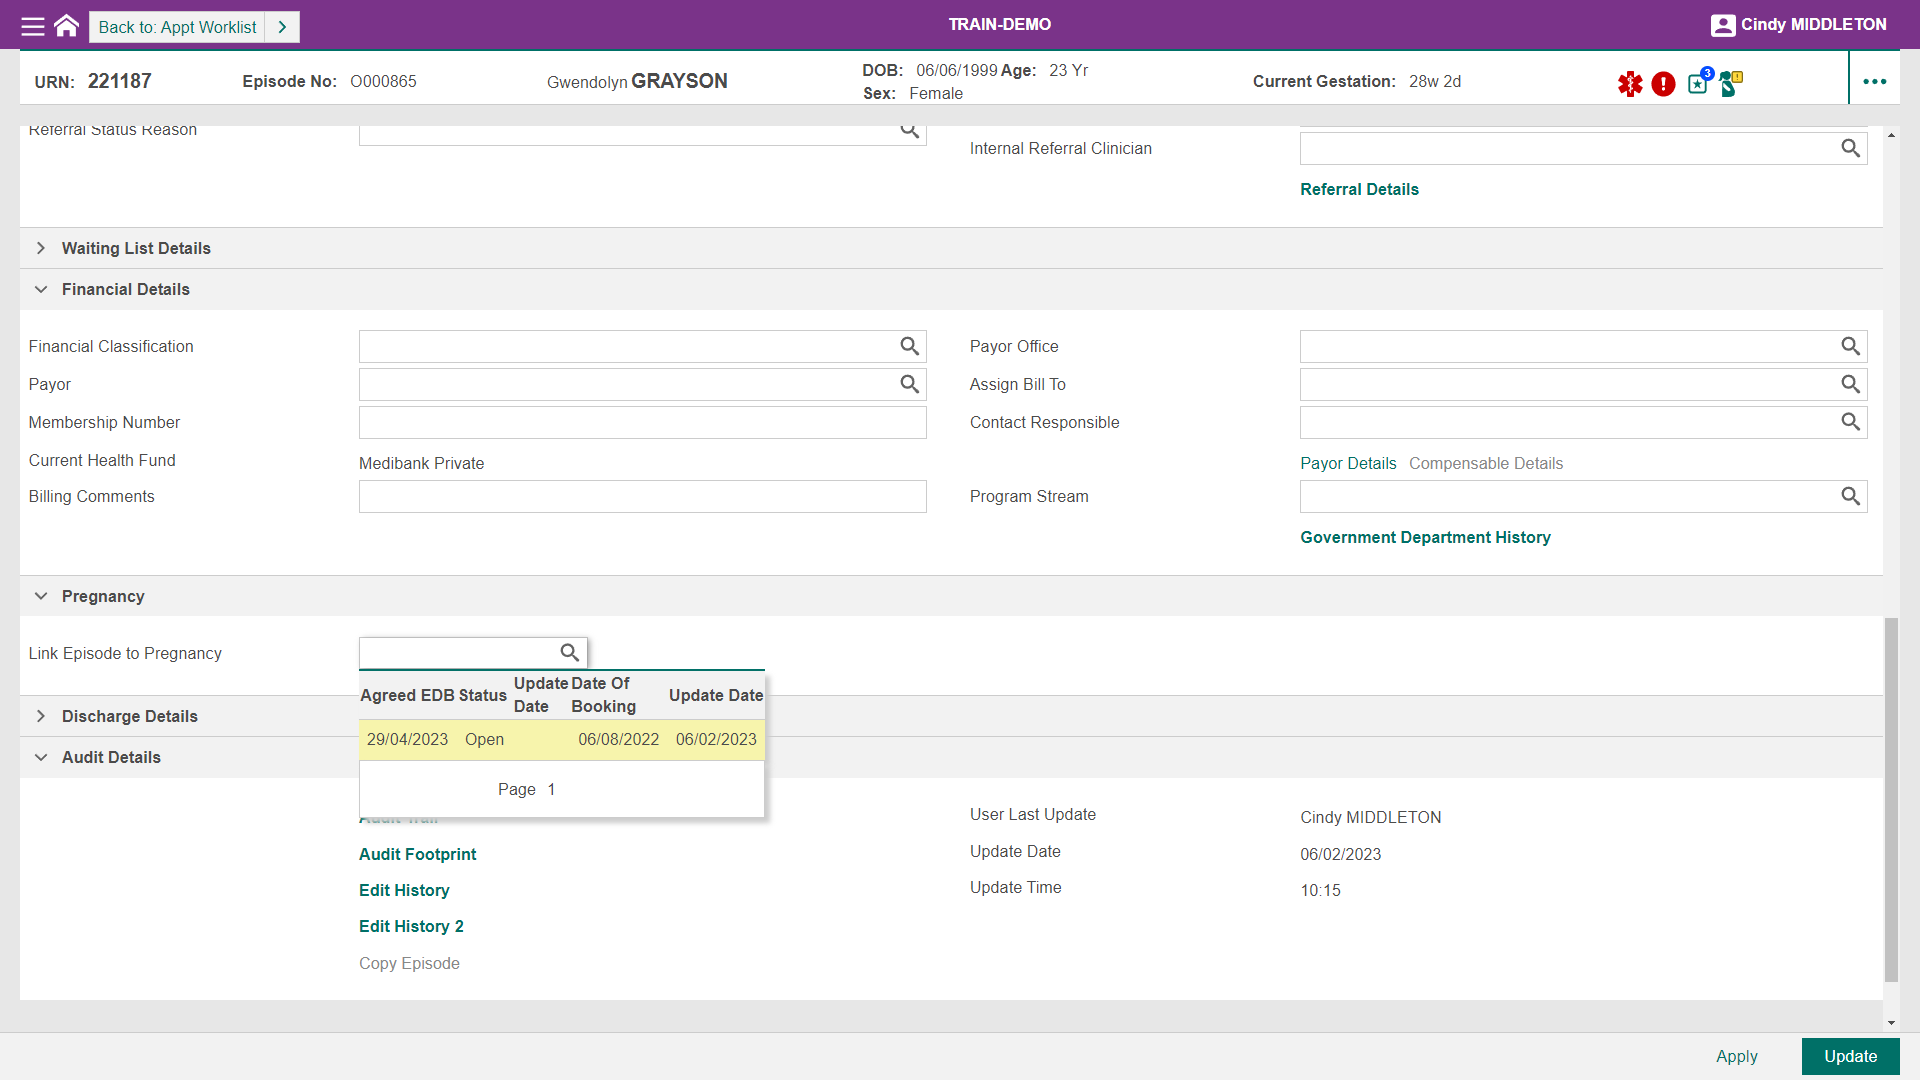 Back to: Appt Worklist
TRAIN-DEMO
Cindy MIDDLETON
URN: 221187
Episode No: O000865
Gwendolyn GRAYSON
DOB: 06/06/1999 Age: 23 Yr
Sex: Female
Current Gestation: 28w 2d
3
Referral Status Reason
Internal Referral Clinician
Referral Details
Waiting List Details
Financial Details
Financial Classification
Payor Office
Payor
Assign Bill To
Membership Number
Contact Responsible
Current Health Fund
Medibank Private
Payor Details Compensable Details
Billing Comments
Program Stream
Government Department History
Pregnancy
Link Episode to Pregnancy
Agreed EDB Status Update Date Date Of Booking Update Date
29/04/2023 Open 06/08/2022 06/02/2023
Page 1
Discharge Details
Audit Details
Audit Trail
User Last Update
Cindy MIDDLETON
Audit Footprint
Update Date
06/02/2023
Edit History
Update Time
10:15
Edit History 2
Copy Episode
Apply
Update